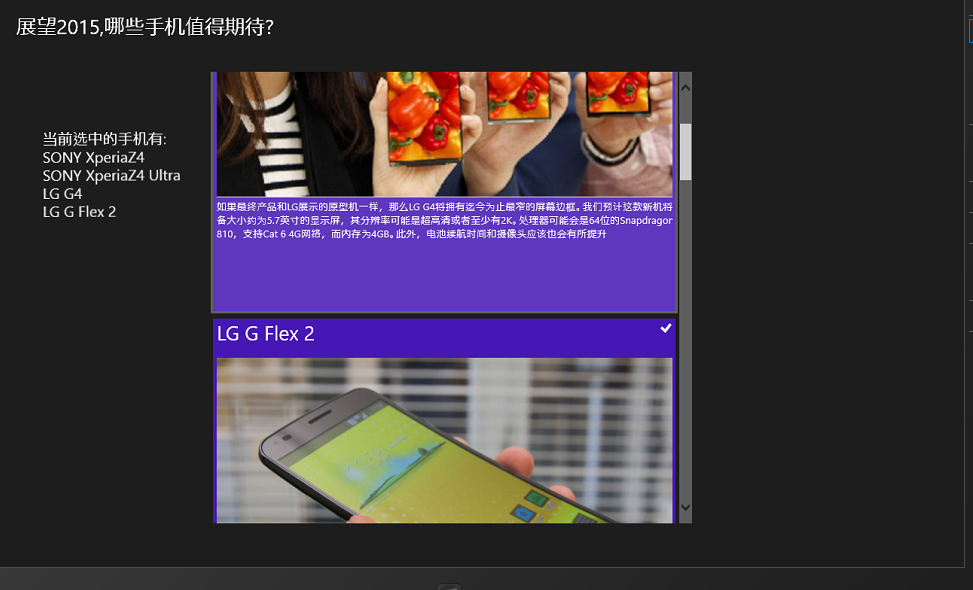 展望2015,哪些手机值得期待?
当前选中的手机有:
SONY XperiaZ4
SONY XperiaZ4 Ultra
LG G4
LG G Flex 2
如果最终产品和LG展示的原型机一样，那么LG G4将拥有迄今为止最窄的屏幕边框。我们预计这款新机将
备大小约为5.7英寸的显示屏，其分辨率可能是超高清或者至少有2K。处理器可能会是64位的Snapdragor
810，支持Cat 6 4G网络，而内存为4GB。此外，电池续航时间和摄像头应该也会有所提升
LG G Flex 2